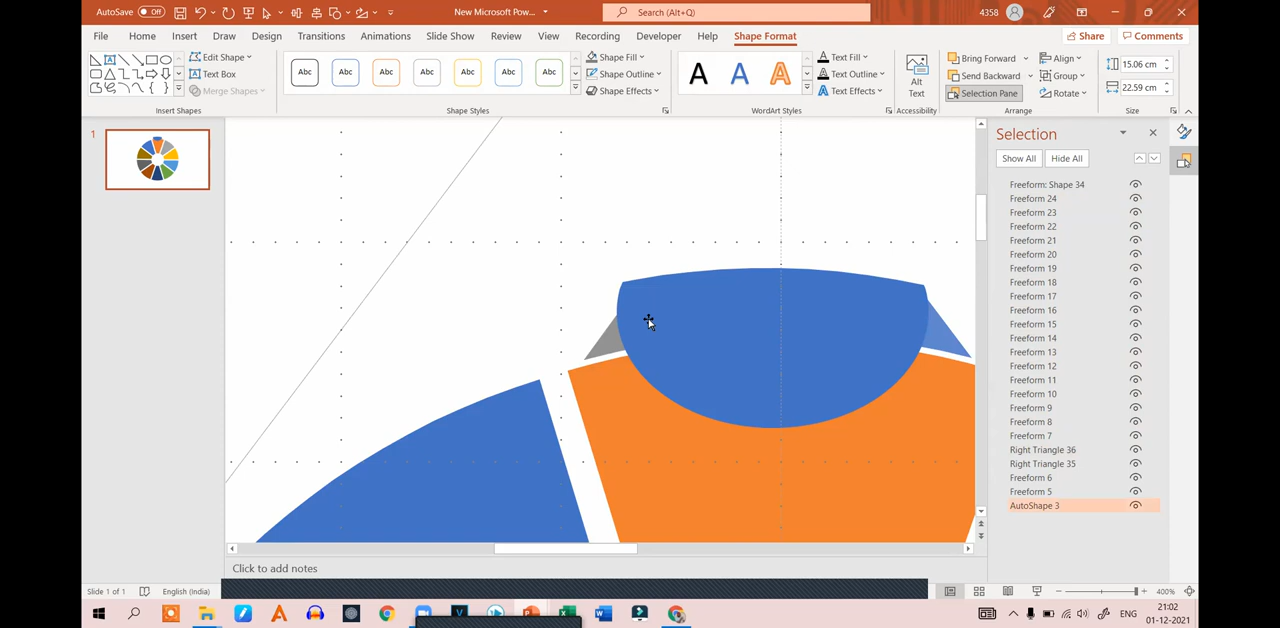 AutoSave Off New Microsoft Pow... Search (Alt+Q) 4358
File Home Insert Draw Design Transitions Animations Slide Show Review View Recording Developer Help Shape Format Share Comments
Edit Shape
Text Box
Merge Shapes
Insert Shapes
Abc Abc Abc Abc Abc Abc Abc
Shape Fill
Shape Outline
Shape Effects
Shape Styles
A A A
Text Fill
Text Outline
Text Effects
WordArt Styles
Alt
Text
Accessibility
Bring Forward
Send Backward
Selection Pane
Align
Group
Rotate
Arrange
15.06 cm
22.59 cm
Size
1
Selection
Show All Hide All
Freeform: Shape 34
Freeform 24
Freeform 23
Freeform 22
Freeform 21
Freeform 20
Freeform 19
Freeform 18
Freeform 17
Freeform 16
Freeform 15
Freeform 14
Freeform 13
Freeform 12
Freeform 11
Freeform 10
Freeform 9
Freeform 8
Freeform 7
Right Triangle 36
Right Triangle 35
Freeform 6
Freeform 5
AutoShape 3
Click to add notes
Slide 1 of 1 English (India) 400%
ENG
21:02
01-12-2021